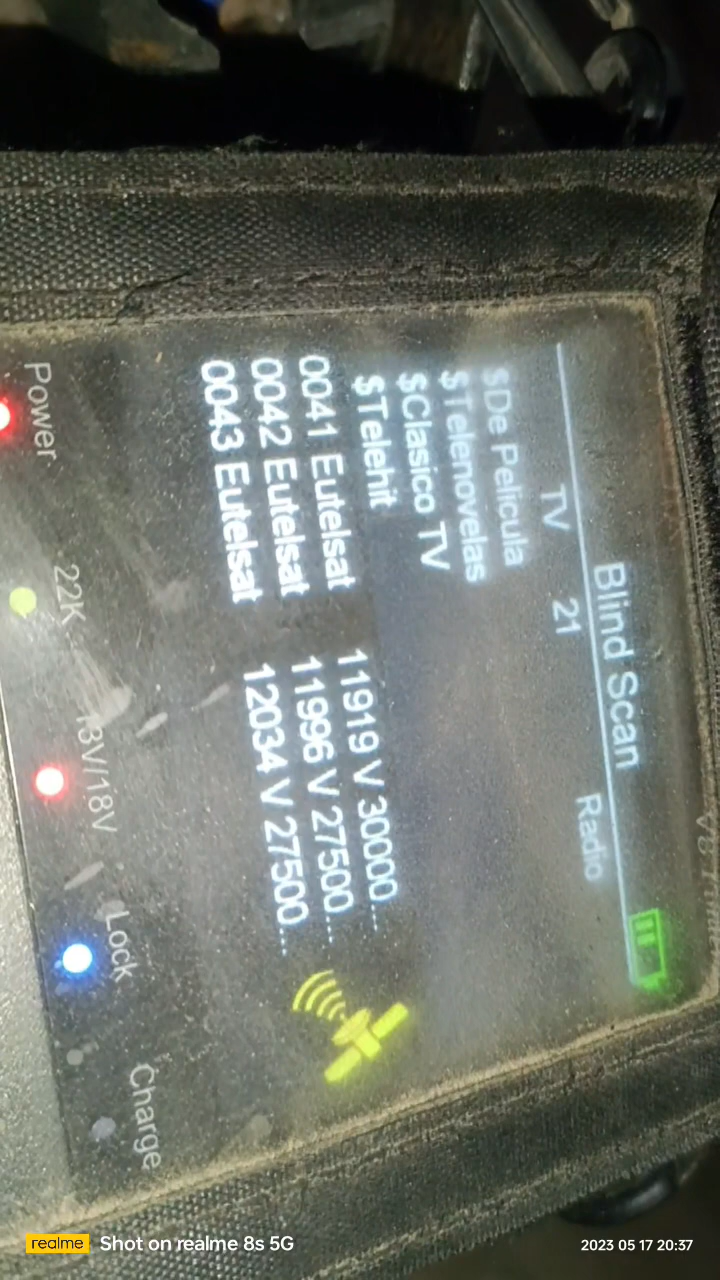 Blind Scan
TV 21 Radio
$De Pelicula
$Telenovelas
$Clasico TV
$Telehit
0041 Eutelsat 11919 V 30000...
0042 Eutelsat 11996 V 27500...
0043 Eutelsat 12034 V 27500...
Power 22K 13V/18V Lock Charge
realme Shot on realme 8s 5G
2023 05 17 20:37